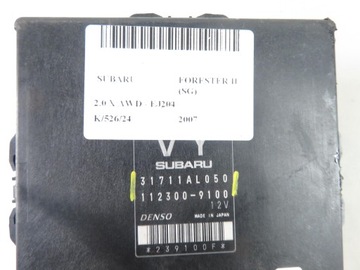 SUBARU FORESTER II
(SG)
2.0 X AWD EJ204
K/526/24 2007
VY
SUBARU
31711AL050
112300-9100
12V
DENSO MADE IN JAPAN
*239100F*